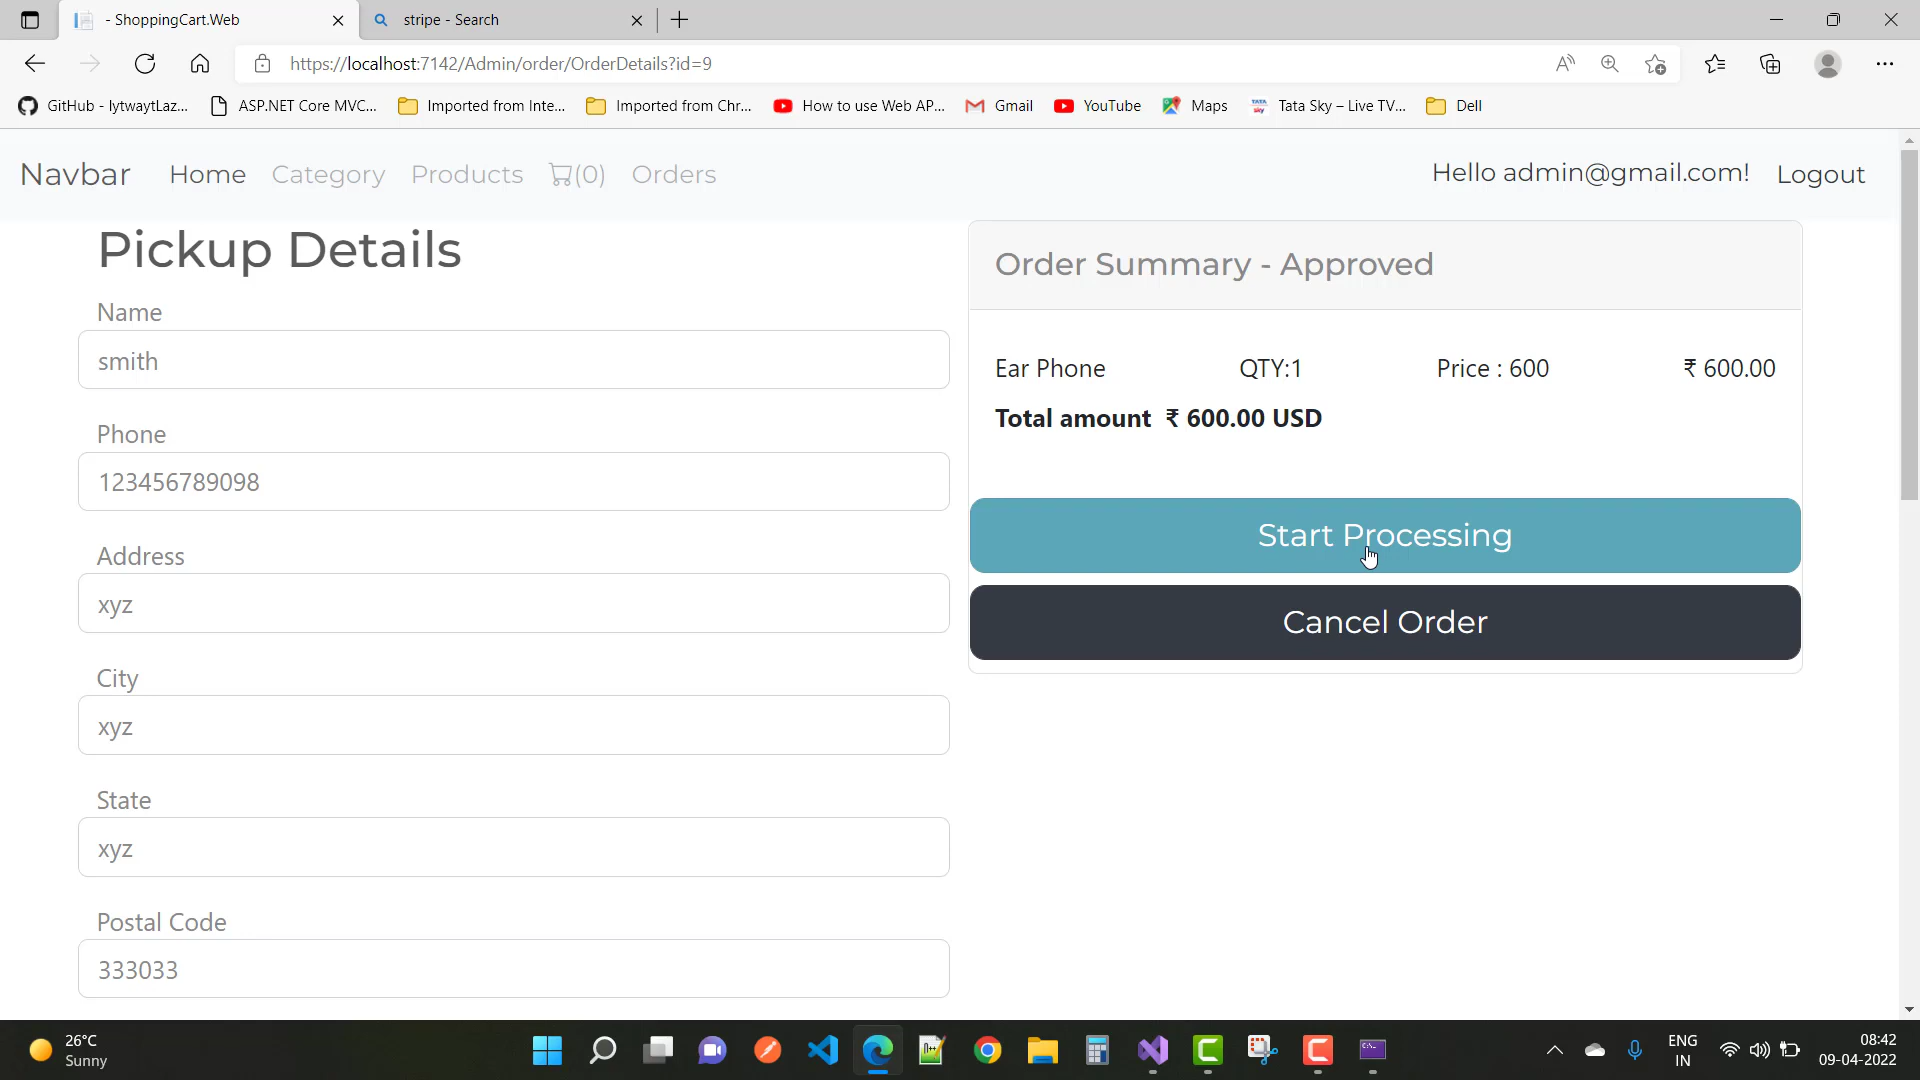 - ShoppingCart.Web
stripe - Search
https://localhost:7142/Admin/order/OrderDetails?id=9
GitHub - lytwaytLaz...
ASP.NET Core MVC...
Imported from Inte...
Imported from Chr...
How to use Web AP...
Gmail
YouTube
Maps
Tata Sky – Live TV...
Dell
Navbar
Home
Category
Products
(0)
Orders
Hello admin@gmail.com!
Logout
Pickup Details
Name
smith
Phone
123456789098
Address
xyz
City
xyz
State
xyz
Postal Code
333033
Order Summary - Approved
Ear Phone QTY:1 Price : 600 ₹ 600.00
Total amount ₹ 600.00 USD
Start Processing
Cancel Order
26°C
Sunny
ENG
IN
08:42
09-04-2022